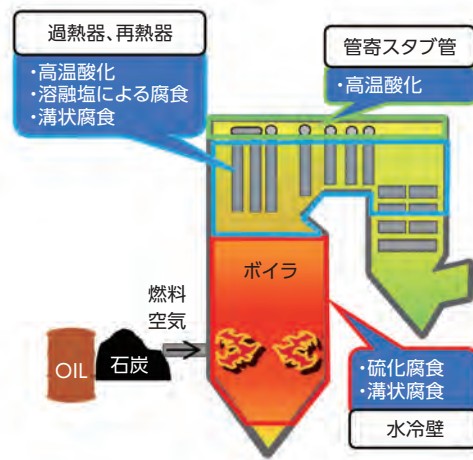 過熱器、再熱器
・高温酸化
・溶融塩による腐食
・溝状腐食
管寄スタブ管
・高温酸化
ボイラ
燃料
空気
OIL
石炭
・硫化腐食
・溝状腐食
水冷壁